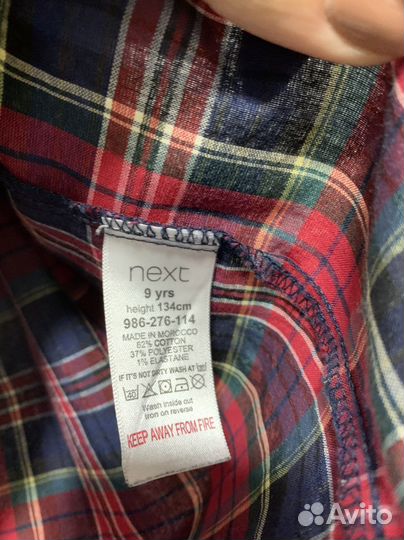 next
9 yrs
height 134cm
986-276-114
MADE IN MOROCCO
62% COTTON
37% POLYESTER
1% ELASTANE
IF IT'S NOT DIRTY WASH AT 30
40
Wash inside out
iron on reverse
KEEP AWAY FROM FIRE
Avito